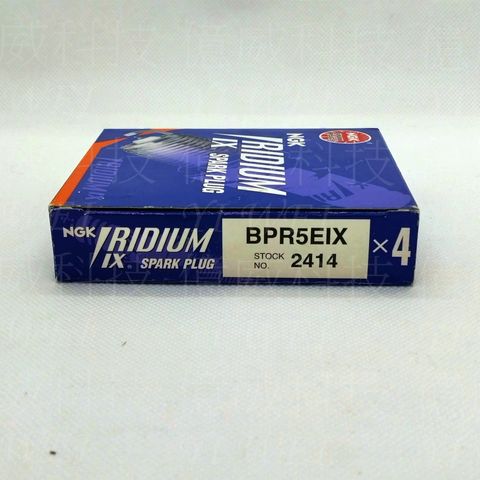 NGK
IRIDIUM
IX SPARK PLUG
NGK
IRIDIUM
IX SPARK PLUG
BPR5EIX
STOCK NO. 2414
×4